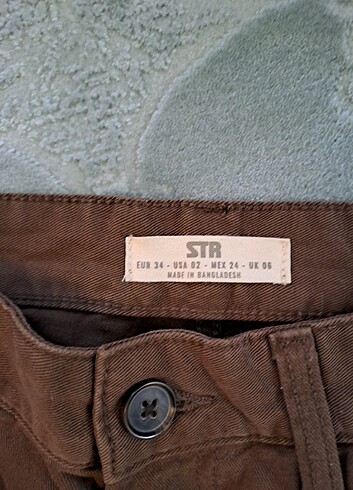 STR
EUR 34 - USA 02 - MEX 24 - UK 06
MADE IN BANGLADESH